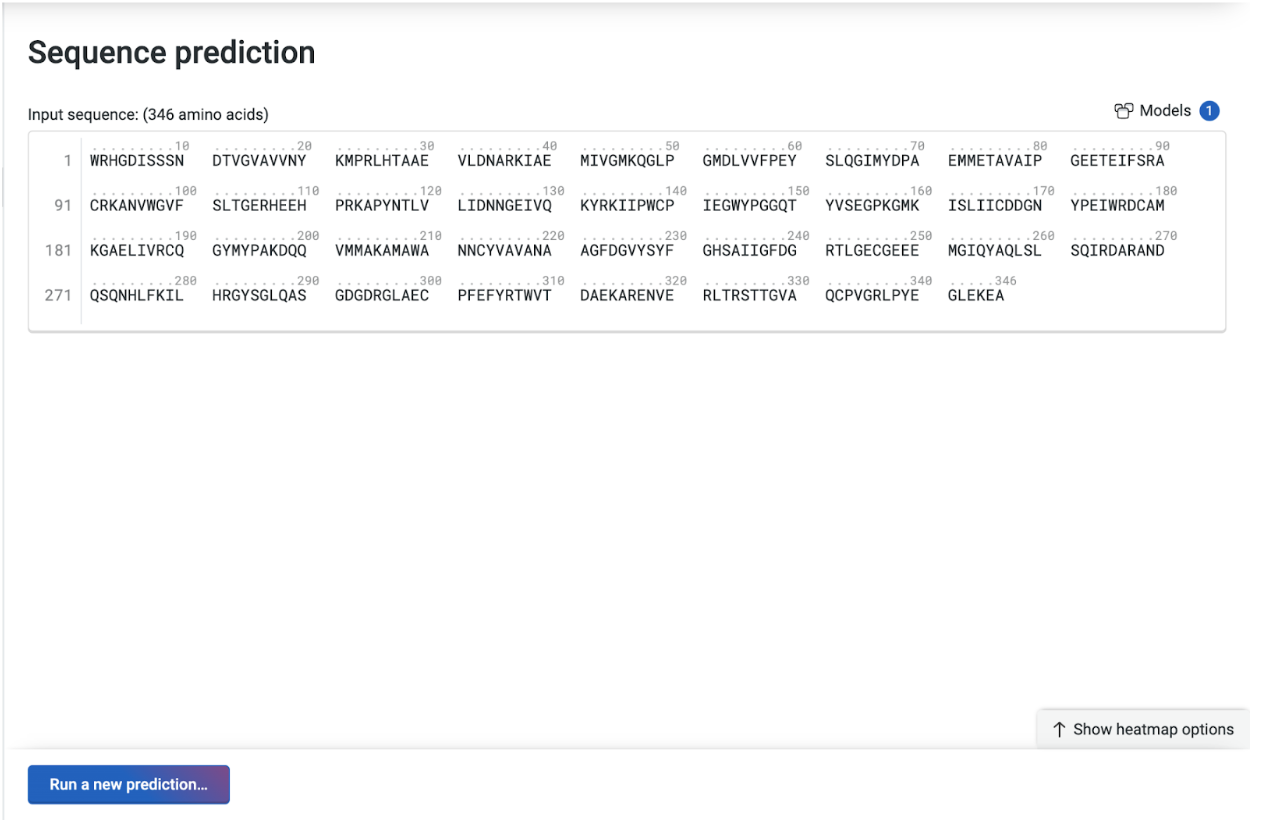 Sequence prediction
Input sequence: (346 amino acids)
Models 1
.........10 .........20 .........30 .........40 .........50 .........60 .........70 .........80 .........90
1 WRHGDISSSN DTVGVAVVNY KMPRLHTAAE VLDNARKIAE MIVGMKQGLP GMDLVVFPEY SLQGIMYDPA EMMETAVAIP GEETEIFSRA
........100 ........110 ........120 ........130 ........140 ........150 ........160 ........170 ........180
91 CRKANVWGVF SLTGERHEEH PRKAPYNTLV LIDNNGEIVQ KYRKIIPWCP IEGWYPGGQT YVSEGPKGMK ISLIICDDGN YPEIWRDCAM
........190 ........200 ........210 ........220 ........230 ........240 ........250 ........260 ........270
181 KGAELIVRCQ GYMYPAKDQQ VMMAKAMAWA NNCYVAVANA AGFDGVYSYF GHSAIIGFDG RTLGECGEEE MGIQYAQLSL SQIRDARAND
........280 ........290 ........300 ........310 ........320 ........330 ........340 .....346
271 QSQNHLFKIL HRGYSGLQAS GDGDRGLAEC PFEFYRTWVT DAEKARENVE RLTRSTTGVA QCPVGRLPYE GLEKEA
↑ Show heatmap options
Run a new prediction...